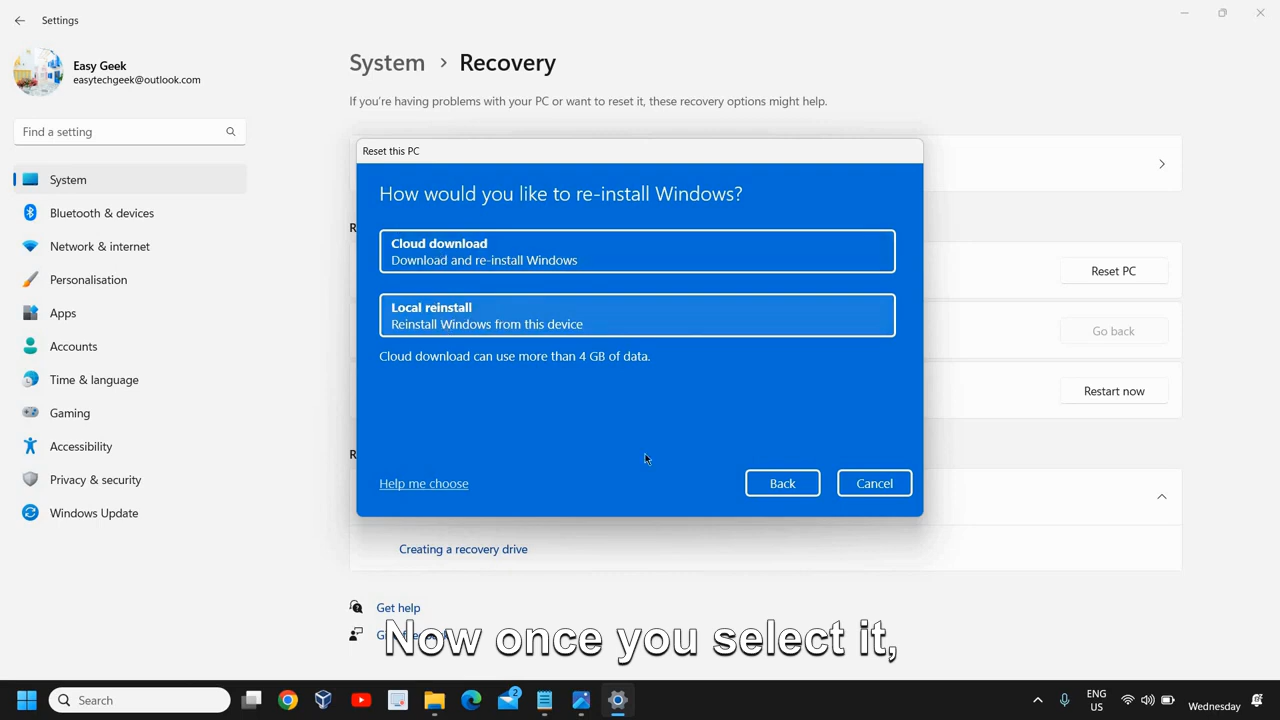 Settings
Easy Geek
easytechgeek@outlook.com
Find a setting
System
Bluetooth & devices
Network & internet
Personalisation
Apps
Accounts
Time & language
Gaming
Accessibility
Privacy & security
Windows Update
System > Recovery
If you're having problems with your PC or want to reset it, these recovery options might help.
Reset this PC
How would you like to re-install Windows?
Cloud download
Download and re-install Windows
Local reinstall
Reinstall Windows from this device
Cloud download can use more than 4 GB of data.
Help me choose
Back
Cancel
Reset PC
Go back
Restart now
Creating a recovery drive
Get help
Now once you select it,
Search
2
ENG
US
Wednesday